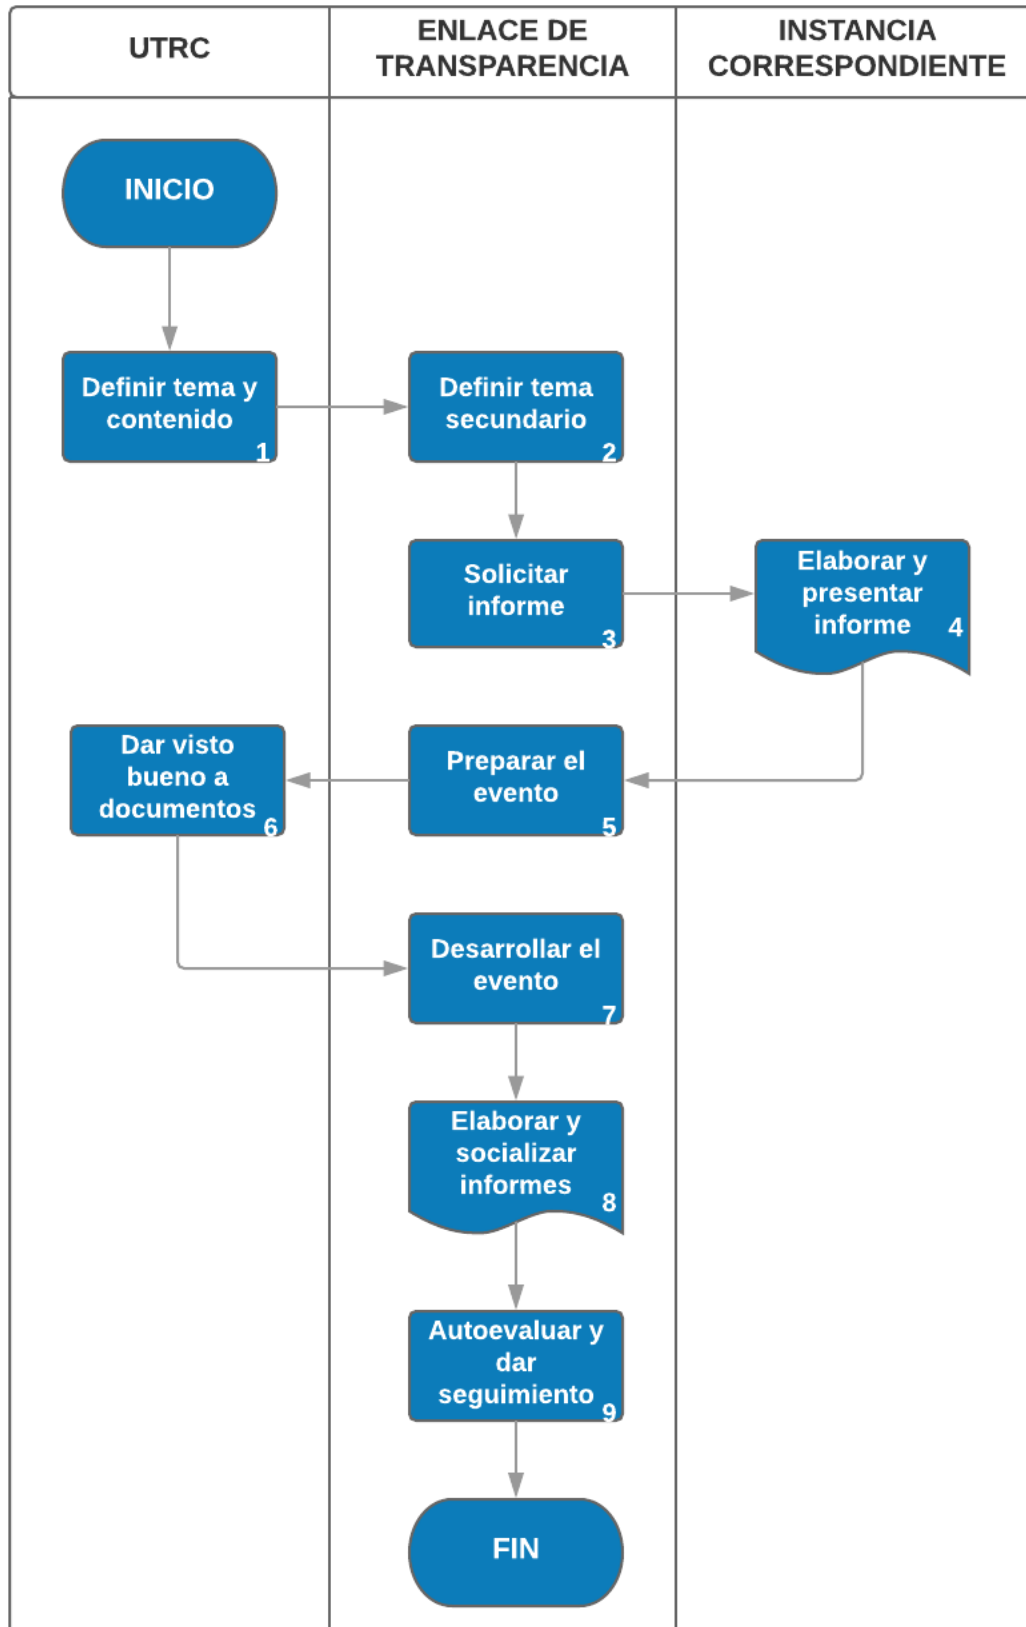 UTRC
ENLACE DE
TRANSPARENCIA
INSTANCIA
CORRESPONDIENTE
INICIO
Definir tema y
contenido
1
Definir tema
secundario
2
Solicitar
informe
3
Elaborar y
presentar
informe
4
Preparar el
evento
5
Dar visto
bueno a
documentos
6
Desarrollar el
evento
7
Elaborar y
socializar
informes
8
Autoevaluar y
dar
seguimiento
9
FIN